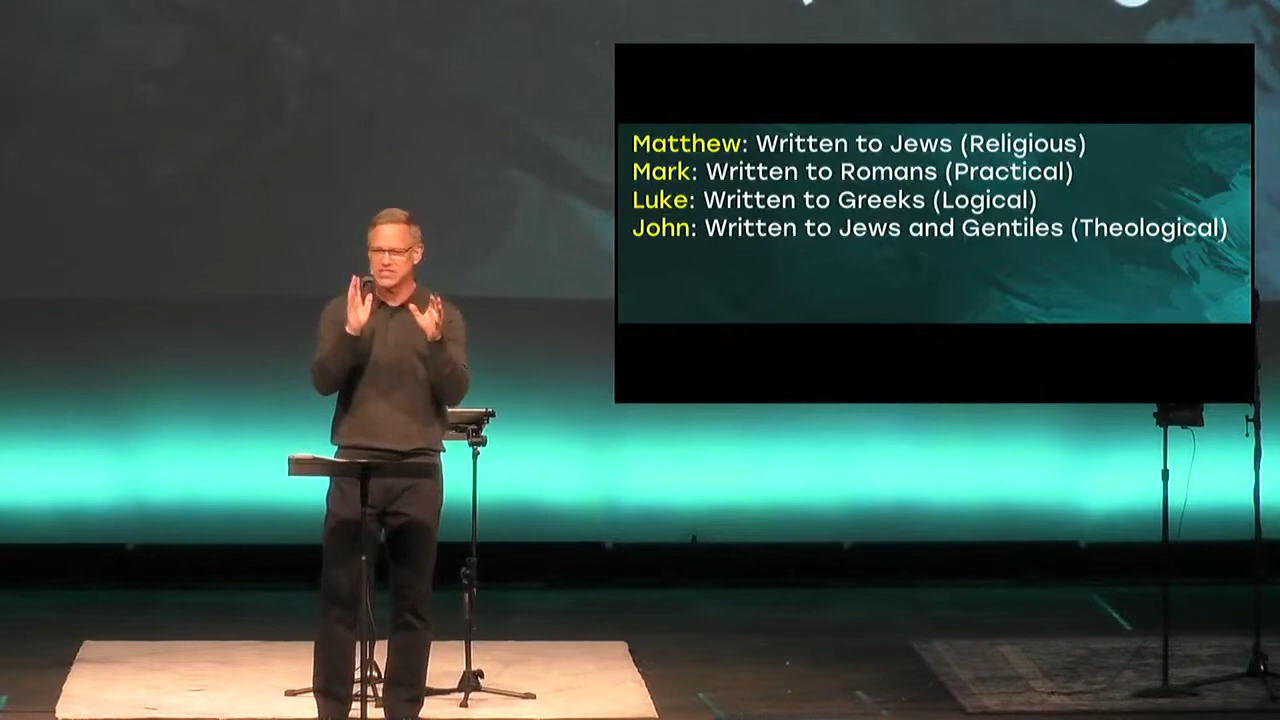 Matthew: Written to Jews (Religious)
Mark: Written to Romans (Practical)
Luke: Written to Greeks (Logical)
John: Written to Jews and Gentiles (Theological)